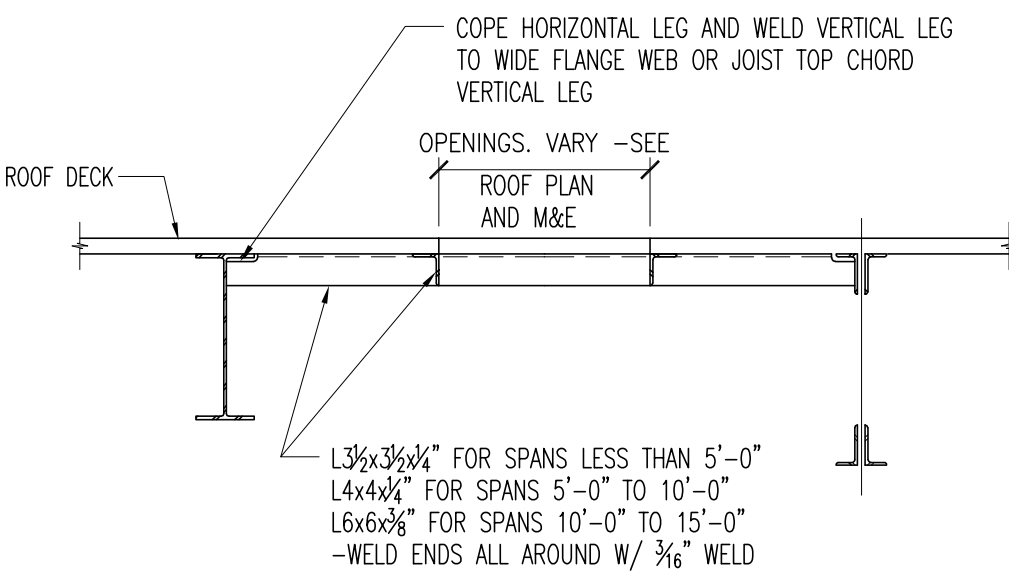 COPE HORIZONTAL LEG AND WELD VERTICAL LEG
TO WIDE FLANGE WEB OR JOIST TOP CHORD
VERTICAL LEG
OPENINGS. VARY -SEE
ROOF PLAN
AND M&E
ROOF DECK
L3½x3½x¼" FOR SPANS LESS THAN 5'-0"
L4x4x¼" FOR SPANS 5'-0" TO 10'-0"
L6x6x⅜" FOR SPANS 10'-0" TO 15'-0"
-WELD ENDS ALL AROUND W/ 3/16" WELD